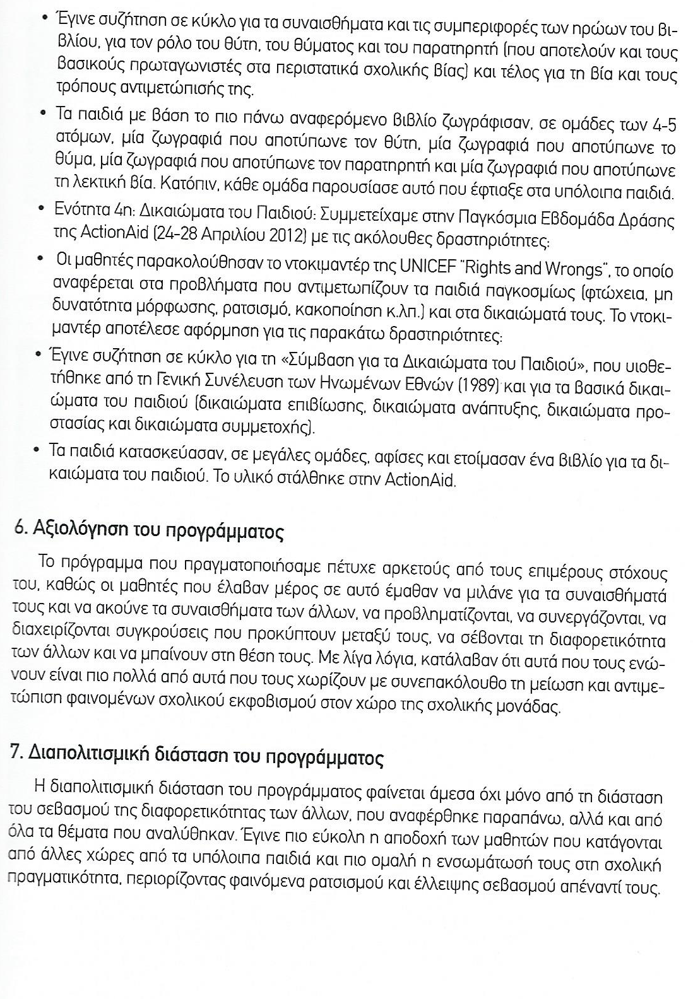 • Έγινε συζήτηση σε κύκλο για τα συναισθήματα και τις συμπεριφορές των ηρώων του βι-
βλίου, για τον ρόλο του θύτη, του θύματος και του παρατηρητή (που αποτελούν και τους
βασικούς πρωταγωνιστές στα περιστατικά σχολικής βίας) και τέλος για τη βία και τους
τρόπους αντιμετώπισής της.
• Τα παιδιά με βάση το πιο πάνω αναφερόμενο βιβλίο ζωγράφισαν, σε ομάδες των 4-5
ατόμων, μία ζωγραφιά που αποτύπωνε τον θύτη, μία ζωγραφιά που αποτύπωνε το
θύμα, μία ζωγραφιά που αποτύπωνε τον παρατηρητή και μία ζωγραφιά που αποτύπωνε
τη λεκτική βία. Κατόπιν, κάθε ομάδα παρουσίασε αυτό που έφτιαξε στα υπόλοιπα παιδιά.
• Ενότητα 4η: Δικαιώματα του Παιδιού: Συμμετείχαμε στην Παγκόσμια Εβδομάδα Δράσης
της ActionAid (24-28 Απριλίου 2012) με τις ακόλουθες δραστηριότητες:
• Οι μαθητές παρακολούθησαν το ντοκιμαντέρ της UNICEF "Rights and Wrongs", το οποίο
αναφέρεται στα προβλήματα που αντιμετωπίζουν τα παιδιά παγκοσμίως (φτώχεια, μη
δυνατότητα μόρφωσης, ρατσισμό, κακοποίηση κ.λπ.) και στα δικαιώματά τους. Το ντοκι-
μαντέρ αποτέλεσε αφόρμηση για τις παρακάτω δραστηριότητες:
• Έγινε συζήτηση σε κύκλο για τη «Σύμβαση για τα Δικαιώματα του Παιδιού», που υιοθε-
τήθηκε από τη Γενική Συνέλευση των Ηνωμένων Εθνών (1989) και για τα βασικά δικαι-
ώματα του παιδιού (δικαιώματα επιβίωσης, δικαιώματα ανάπτυξης, δικαιώματα προ-
στασίας και δικαιώματα συμμετοχής).
• Τα παιδιά κατασκεύασαν, σε μεγάλες ομάδες, αφίσες και ετοίμασαν ένα βιβλίο για τα δι-
καιώματα του παιδιού. Το υλικό στάλθηκε στην ActionAid.
6. Αξιολόγηση του προγράμματος
Το πρόγραμμα που πραγματοποιήσαμε πέτυχε αρκετούς από τους επιμέρους στόχους
του, καθώς οι μαθητές που έλαβαν μέρος σε αυτό έμαθαν να μιλάνε για τα συναισθήματά
τους και να ακούνε τα συναισθήματα των άλλων, να προβληματίζονται, να συνεργάζονται, να
διαχειρίζονται συγκρούσεις που προκύπτουν μεταξύ τους, να σέβονται τη διαφορετικότητα
των άλλων και να μπαίνουν στη θέση τους. Με λίγα λόγια, κατάλαβαν ότι αυτά που τους ενώ-
νουν είναι πιο πολλά από αυτά που τους χωρίζουν με συνεπακόλουθο τη μείωση και αντιμε-
τώπιση φαινομένων σχολικού εκφοβισμού στον χώρο της σχολικής μονάδας.
7. Διαπολιτισμική διάσταση του προγράμματος
Η διαπολιτισμική διάσταση του προγράμματος φαίνεται άμεσα όχι μόνο από τη διάσταση
του σεβασμού της διαφορετικότητας των άλλων, που αναφέρθηκε παραπάνω, αλλά και από
όλα τα θέματα που αναλύθηκαν. Έγινε πιο εύκολη η αποδοχή των μαθητών που κατάγονται
από άλλες χώρες από τα υπόλοιπα παιδιά και πιο ομαλή η ενσωμάτωσή τους στη σχολική
πραγματικότητα, περιορίζοντας φαινόμενα ρατσισμού και έλλειψης σεβασμού απέναντί τους.